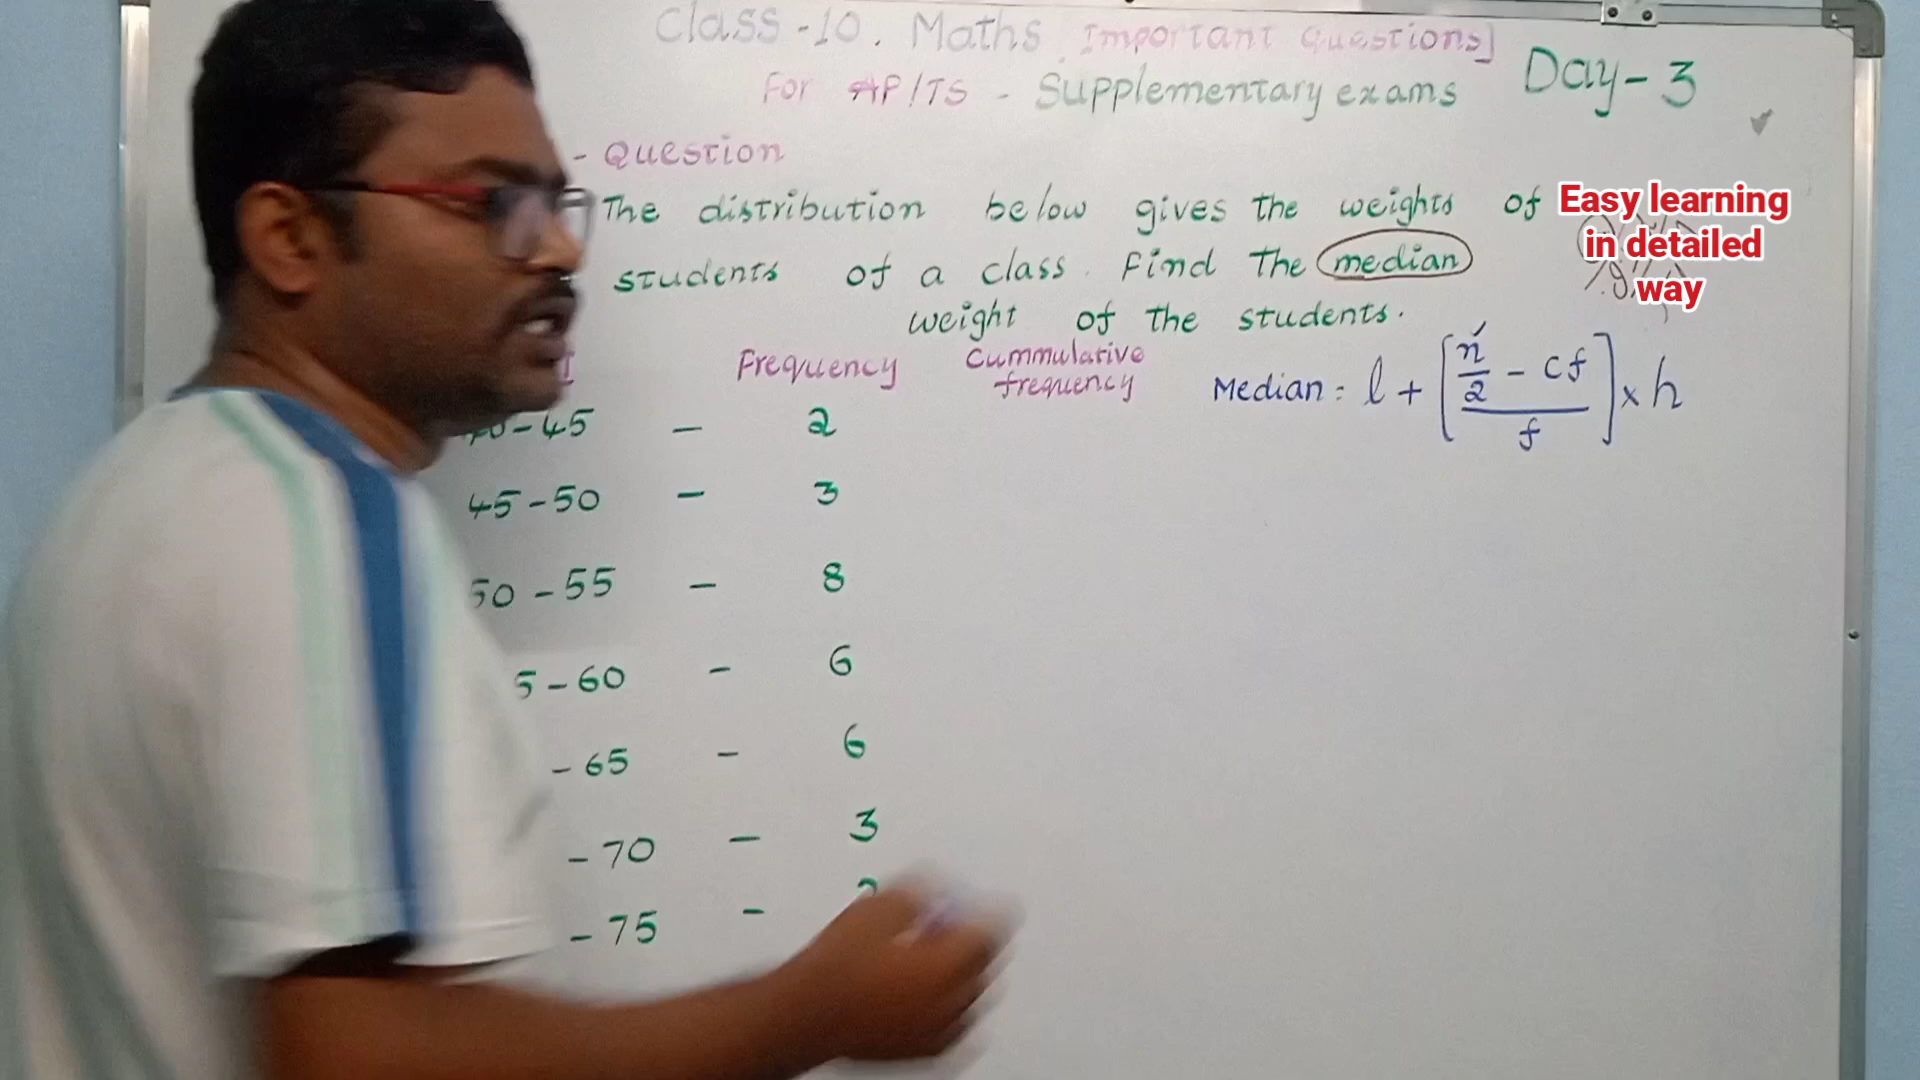 Class -10. Maths Important Questions]
For AP/TS - Supplementary exams
Day-3
- Question
The distribution below gives the weights of
students of a class. Find the median
weight of the students.
Easy learning
in detailed
way
Frequency
Cummulative
frequency
Median = l + [n/2 - cf / f] × h
40-45 - 2
45-50 - 3
50-55 - 8
5-60 - 6
-65 - 6
-70 - 3
-75 -